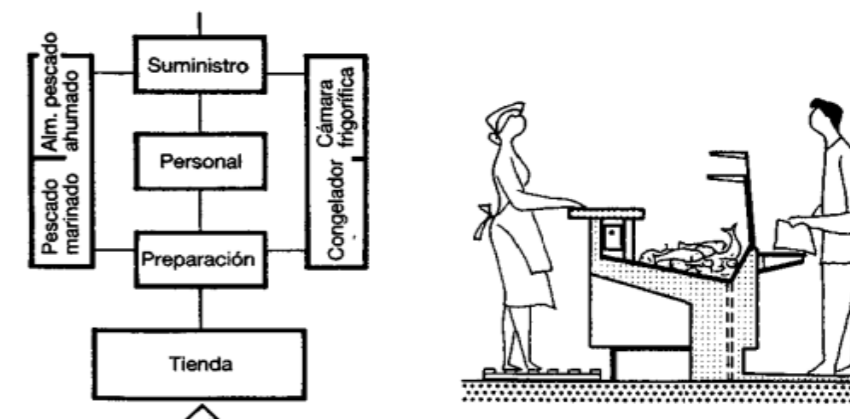 Suministro
Alm. pescado
ahumado
Cámara
frigorífica
Personal
Pescado
marinado
Congelador
Preparación
Tienda